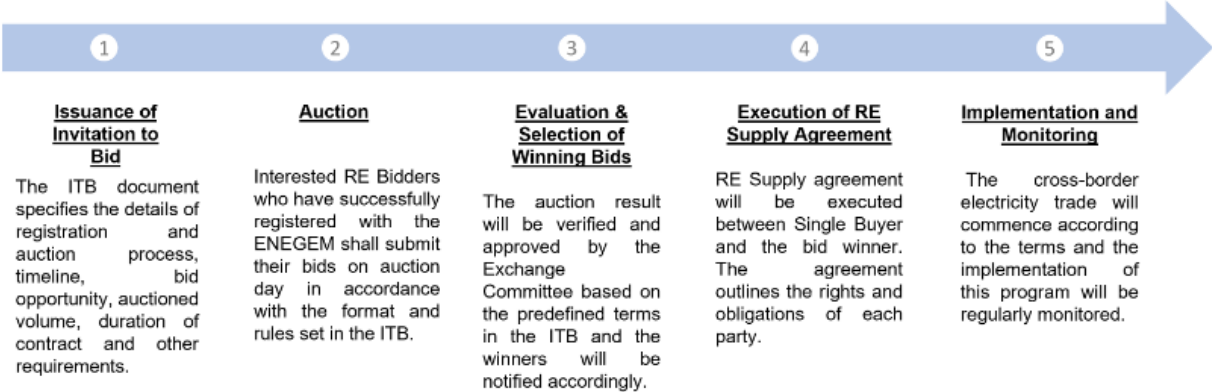 1
2
3
4
5
Issuance of
Invitation to
Bid
The ITB document
specifies the details of
registration and
auction process,
timeline, bid
opportunity, auctioned
volume, duration of
contract and other
requirements.
Auction
Interested RE Bidders
who have successfully
registered with the
ENEGEM shall submit
their bids on auction
day in accordance
with the format and
rules set in the ITB.
Evaluation &
Selection of
Winning Bids
The auction result
will be verified and
approved by the
Exchange
Committee based on
the predefined terms
in the ITB and the
winners will be
notified accordingly.
Execution of RE
Supply Agreement
RE Supply agreement
will be executed
between Single Buyer
and the bid winner.
The agreement
outlines the rights and
obligations of each
party.
Implementation and
Monitoring
The cross-border
electricity trade will
commence according
to the terms and the
implementation of
this program will be
regularly monitored.